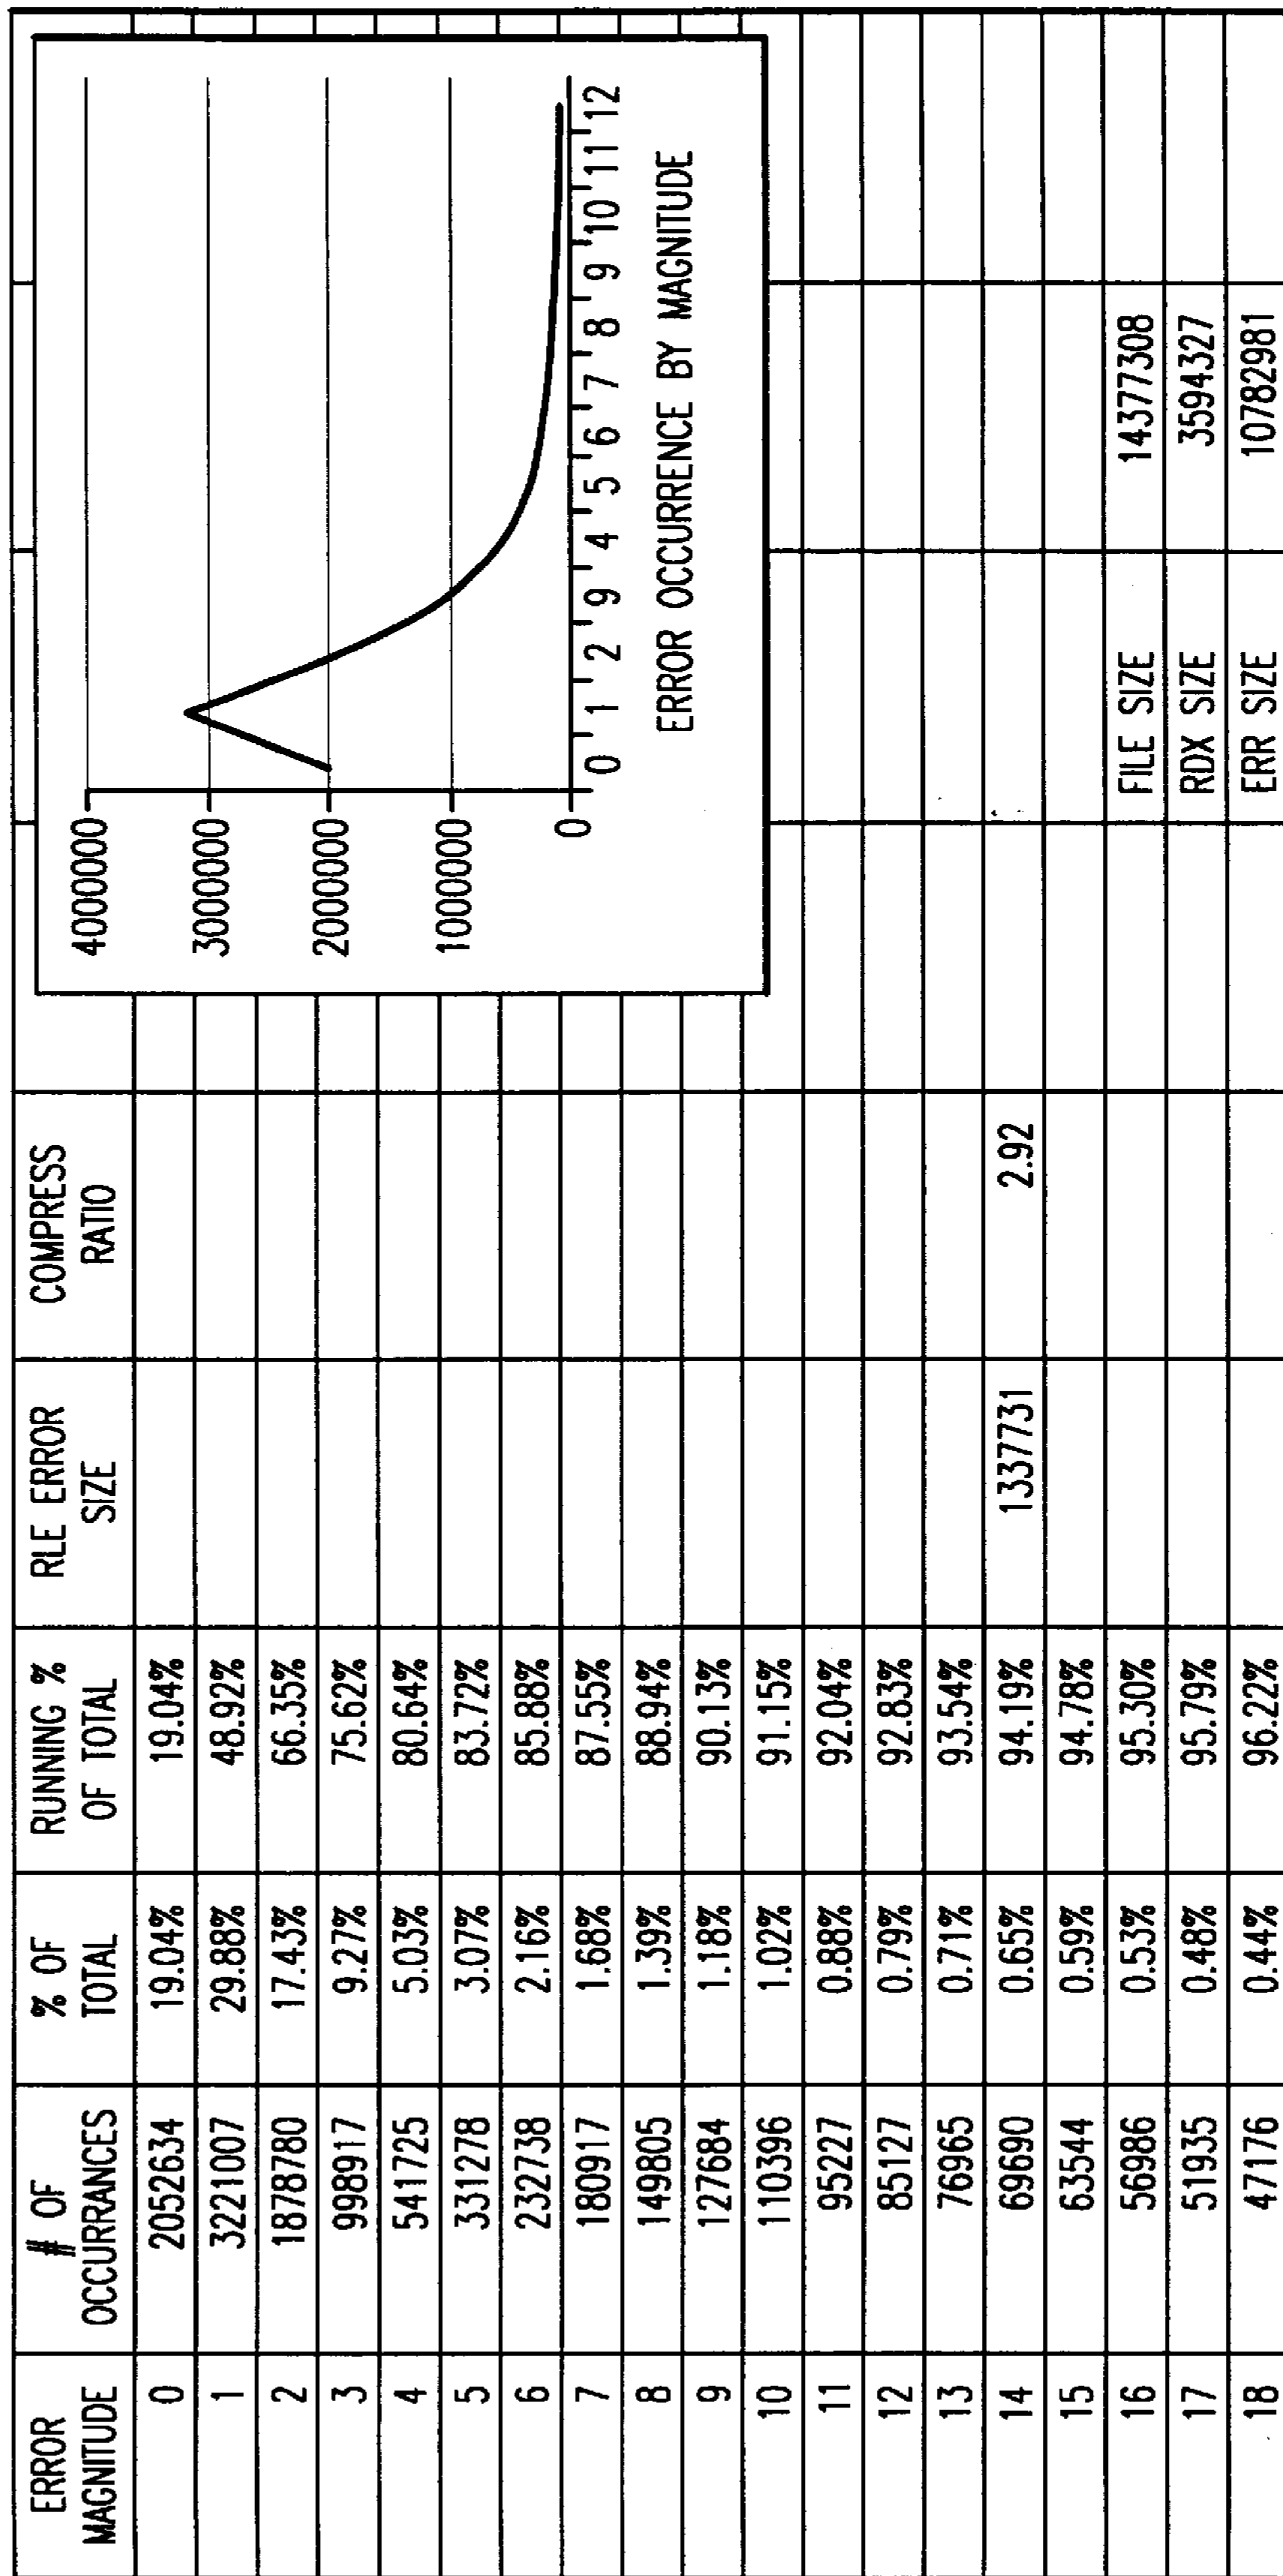 ERROR MAGNITUDE # OF OCCURRANCES % OF TOTAL RUNNING % OF TOTAL RLE ERROR SIZE COMPRESS RATIO
0 2052634 19.04% 19.04%
1 3221007 29.88% 48.92%
2 1878780 17.43% 66.35%
3 998917 9.27% 75.62%
4 541725 5.03% 80.64%
5 331278 3.07% 83.72%
6 232738 2.16% 85.88%
7 180917 1.68% 87.55%
8 149805 1.39% 88.94%
9 127684 1.18% 90.13%
10 110396 1.02% 91.15%
11 95227 0.88% 92.04%
12 85127 0.79% 92.83%
13 76965 0.71% 93.54%
14 69690 0.65% 94.19% 1337731 2.92
15 63544 0.59% 94.78%
16 56986 0.53% 95.30% FILE SIZE 14377308
17 51935 0.48% 95.79% RDX SIZE 3594327
18 47176 0.44% 96.22% ERR SIZE 10782981
4000000
3000000
2000000
1000000
0
0 1 2 9 4 5 6 7 8 9 10 11 12
ERROR OCCURRENCE BY MAGNITUDE